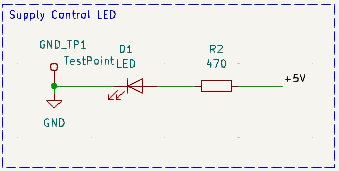 Supply Control LED
GND_TP1
TestPoint
D1
LED
R2
470
+5V
GND